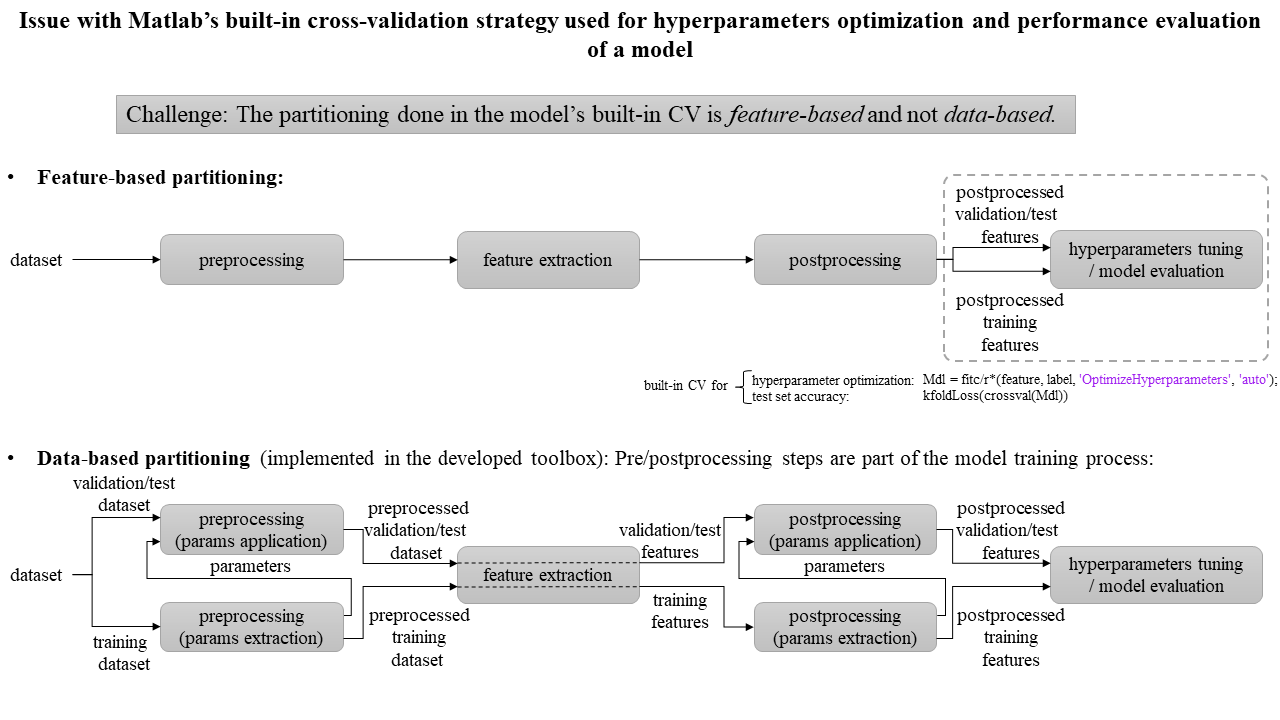 Issue with Matlab’s built-in cross-validation strategy used for hyperparameters optimization and performance evaluation
of a model
Challenge: The partitioning done in the model’s built-in CV is feature-based and not data-based.
• Feature-based partitioning:
dataset
preprocessing
feature extraction
postprocessing
postprocessed
validation/test
features
hyperparameters tuning
/ model evaluation
postprocessed
training
features
built-in CV for
hyperparameter optimization: Mdl = fitc/r*(feature, label, 'OptimizeHyperparameters', 'auto');
test set accuracy: kfoldLoss(crossval(Mdl))
• Data-based partitioning (implemented in the developed toolbox): Pre/postprocessing steps are part of the model training process:
validation/test
dataset
dataset
training
dataset
preprocessing
(params application)
parameters
preprocessing
(params extraction)
preprocessed
validation/test
dataset
preprocessed
training
dataset
feature extraction
validation/test
features
training
features
postprocessing
(params application)
parameters
postprocessing
(params extraction)
postprocessed
validation/test
features
postprocessed
training
features
hyperparameters tuning
/ model evaluation